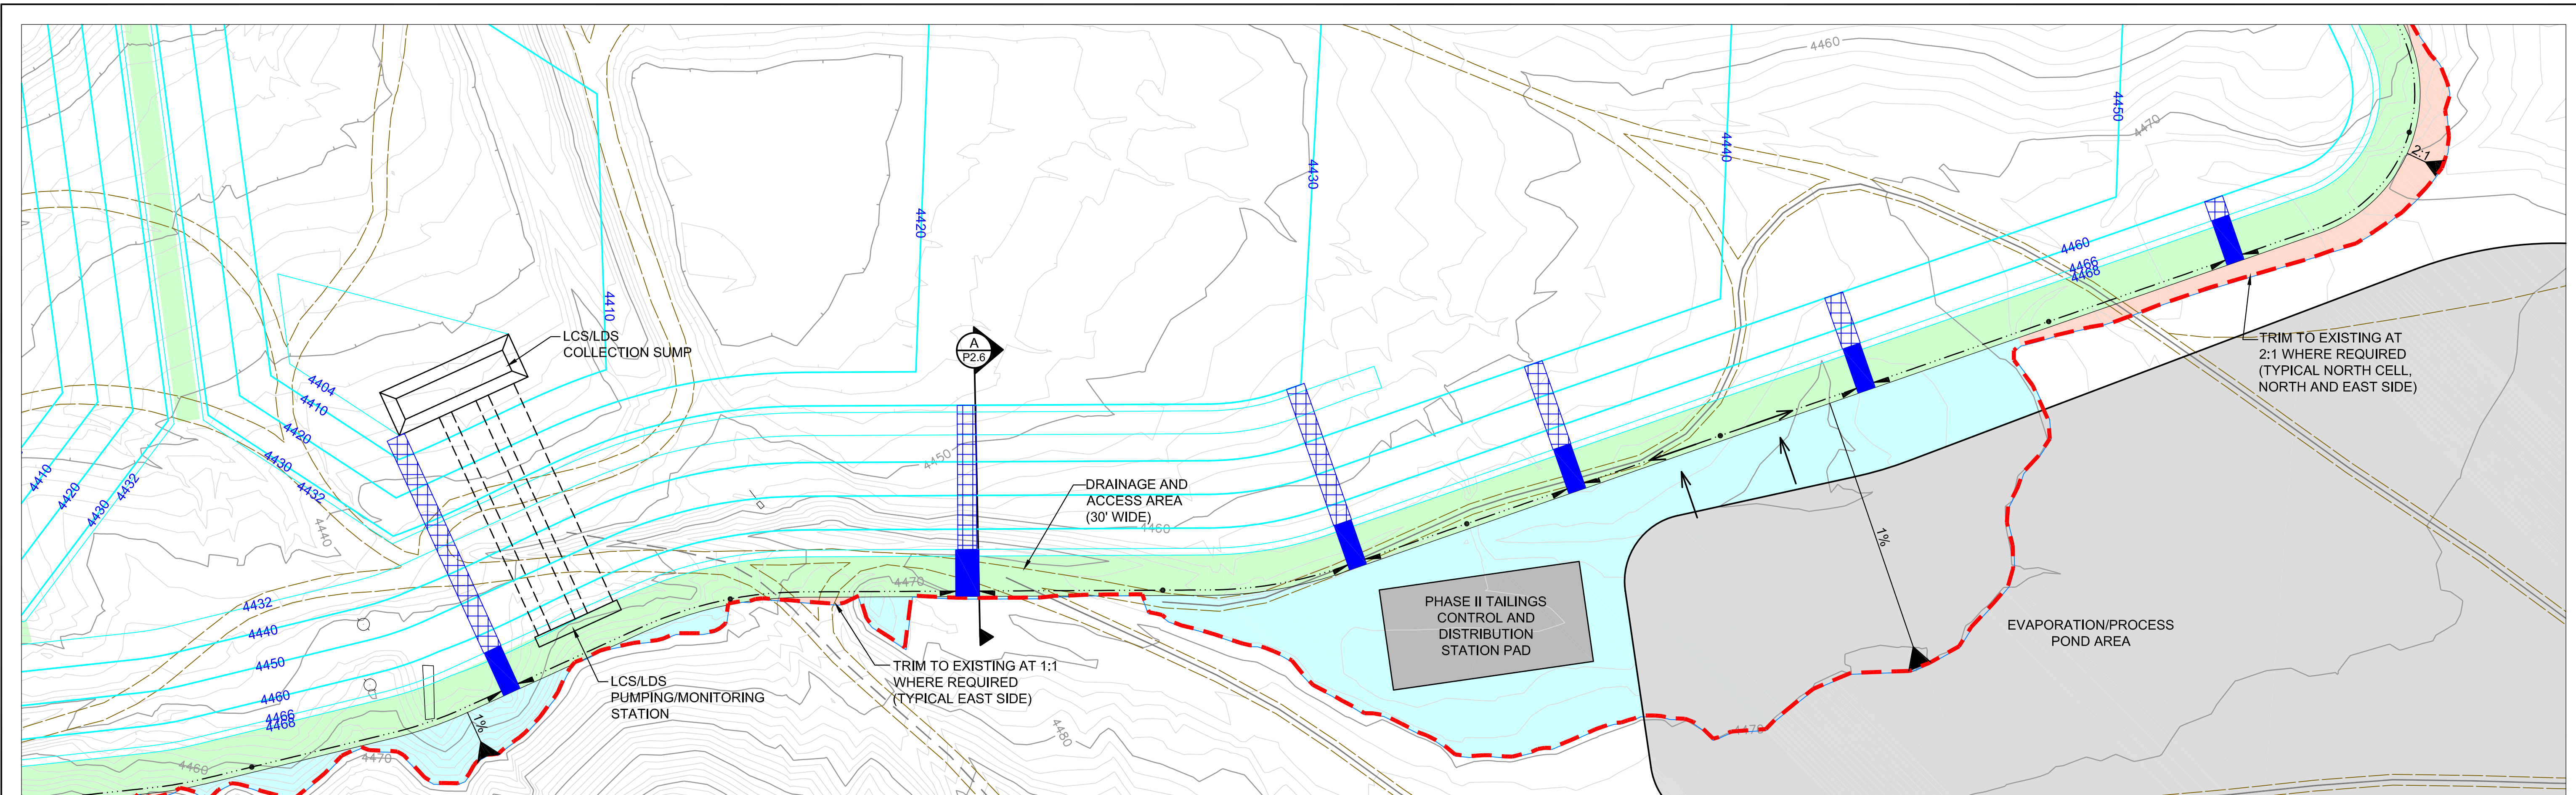 4460
4450
4470
4440
2:1
4430
4420
4460
4466
4468
4410
LCS/LDS
COLLECTION SUMP
A
P2.6
TRIM TO EXISTING AT
2:1 WHERE REQUIRED
(TYPICAL NORTH CELL,
NORTH AND EAST SIDE)
4404
4410
4420
4430
4432
4410
4420
4430
4432
4440
4450
DRAINAGE AND
ACCESS AREA
(30' WIDE)
4460
1%
4470
PHASE II TAILINGS
CONTROL AND
DISTRIBUTION
STATION PAD
EVAPORATION/PROCESS
POND AREA
4432
4440
4450
4460
4466
4468
LCS/LDS
PUMPING/MONITORING
STATION
TRIM TO EXISTING AT 1:1
WHERE REQUIRED
(TYPICAL EAST SIDE)
1%
4480
4470
4460
4470